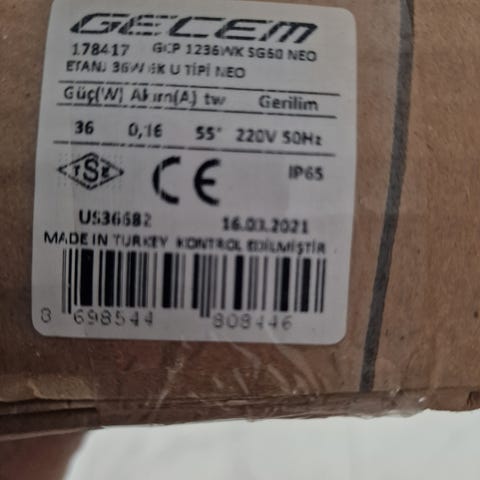 GECEM
178417 GCP 1236WK SG50 NEO
ETANJ 36W 6K U TİPİ NEO
Güç(W) Akım(A) tw Gerilim
36 0,16 55° 220V 50Hz
TSE CE IP65
US36682 16.03.2021
MADE IN TURKEY KONTROL EDİLMİŞTİR
8 698544 808446